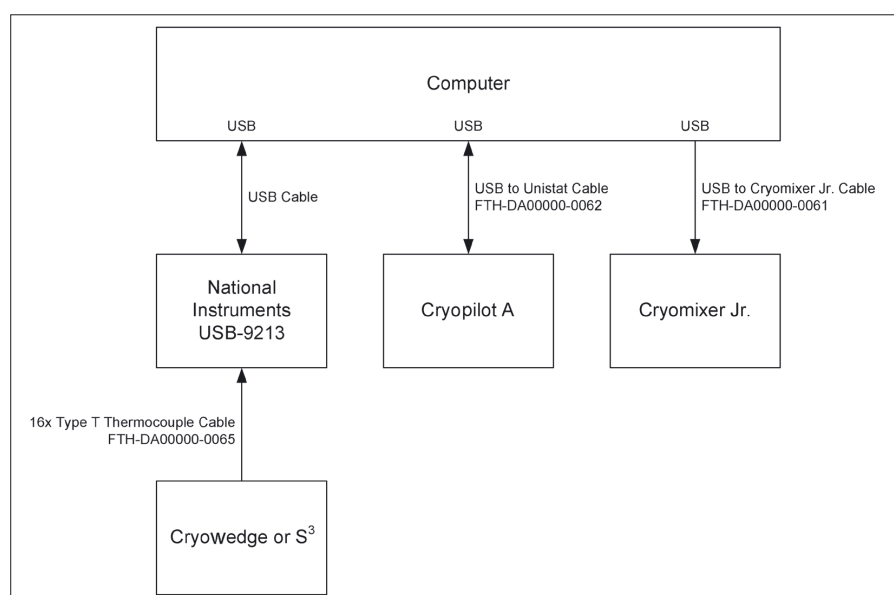 Computer
USB
USB
USB
USB Cable
USB to Unistat Cable
FTH-DA00000-0062
USB to Cryomixer Jr. Cable
FTH-DA00000-0061
National
Instruments
USB-9213
Cryopilot A
Cryomixer Jr.
16x Type T Thermocouple Cable
FTH-DA00000-0065
Cryowedge or S³